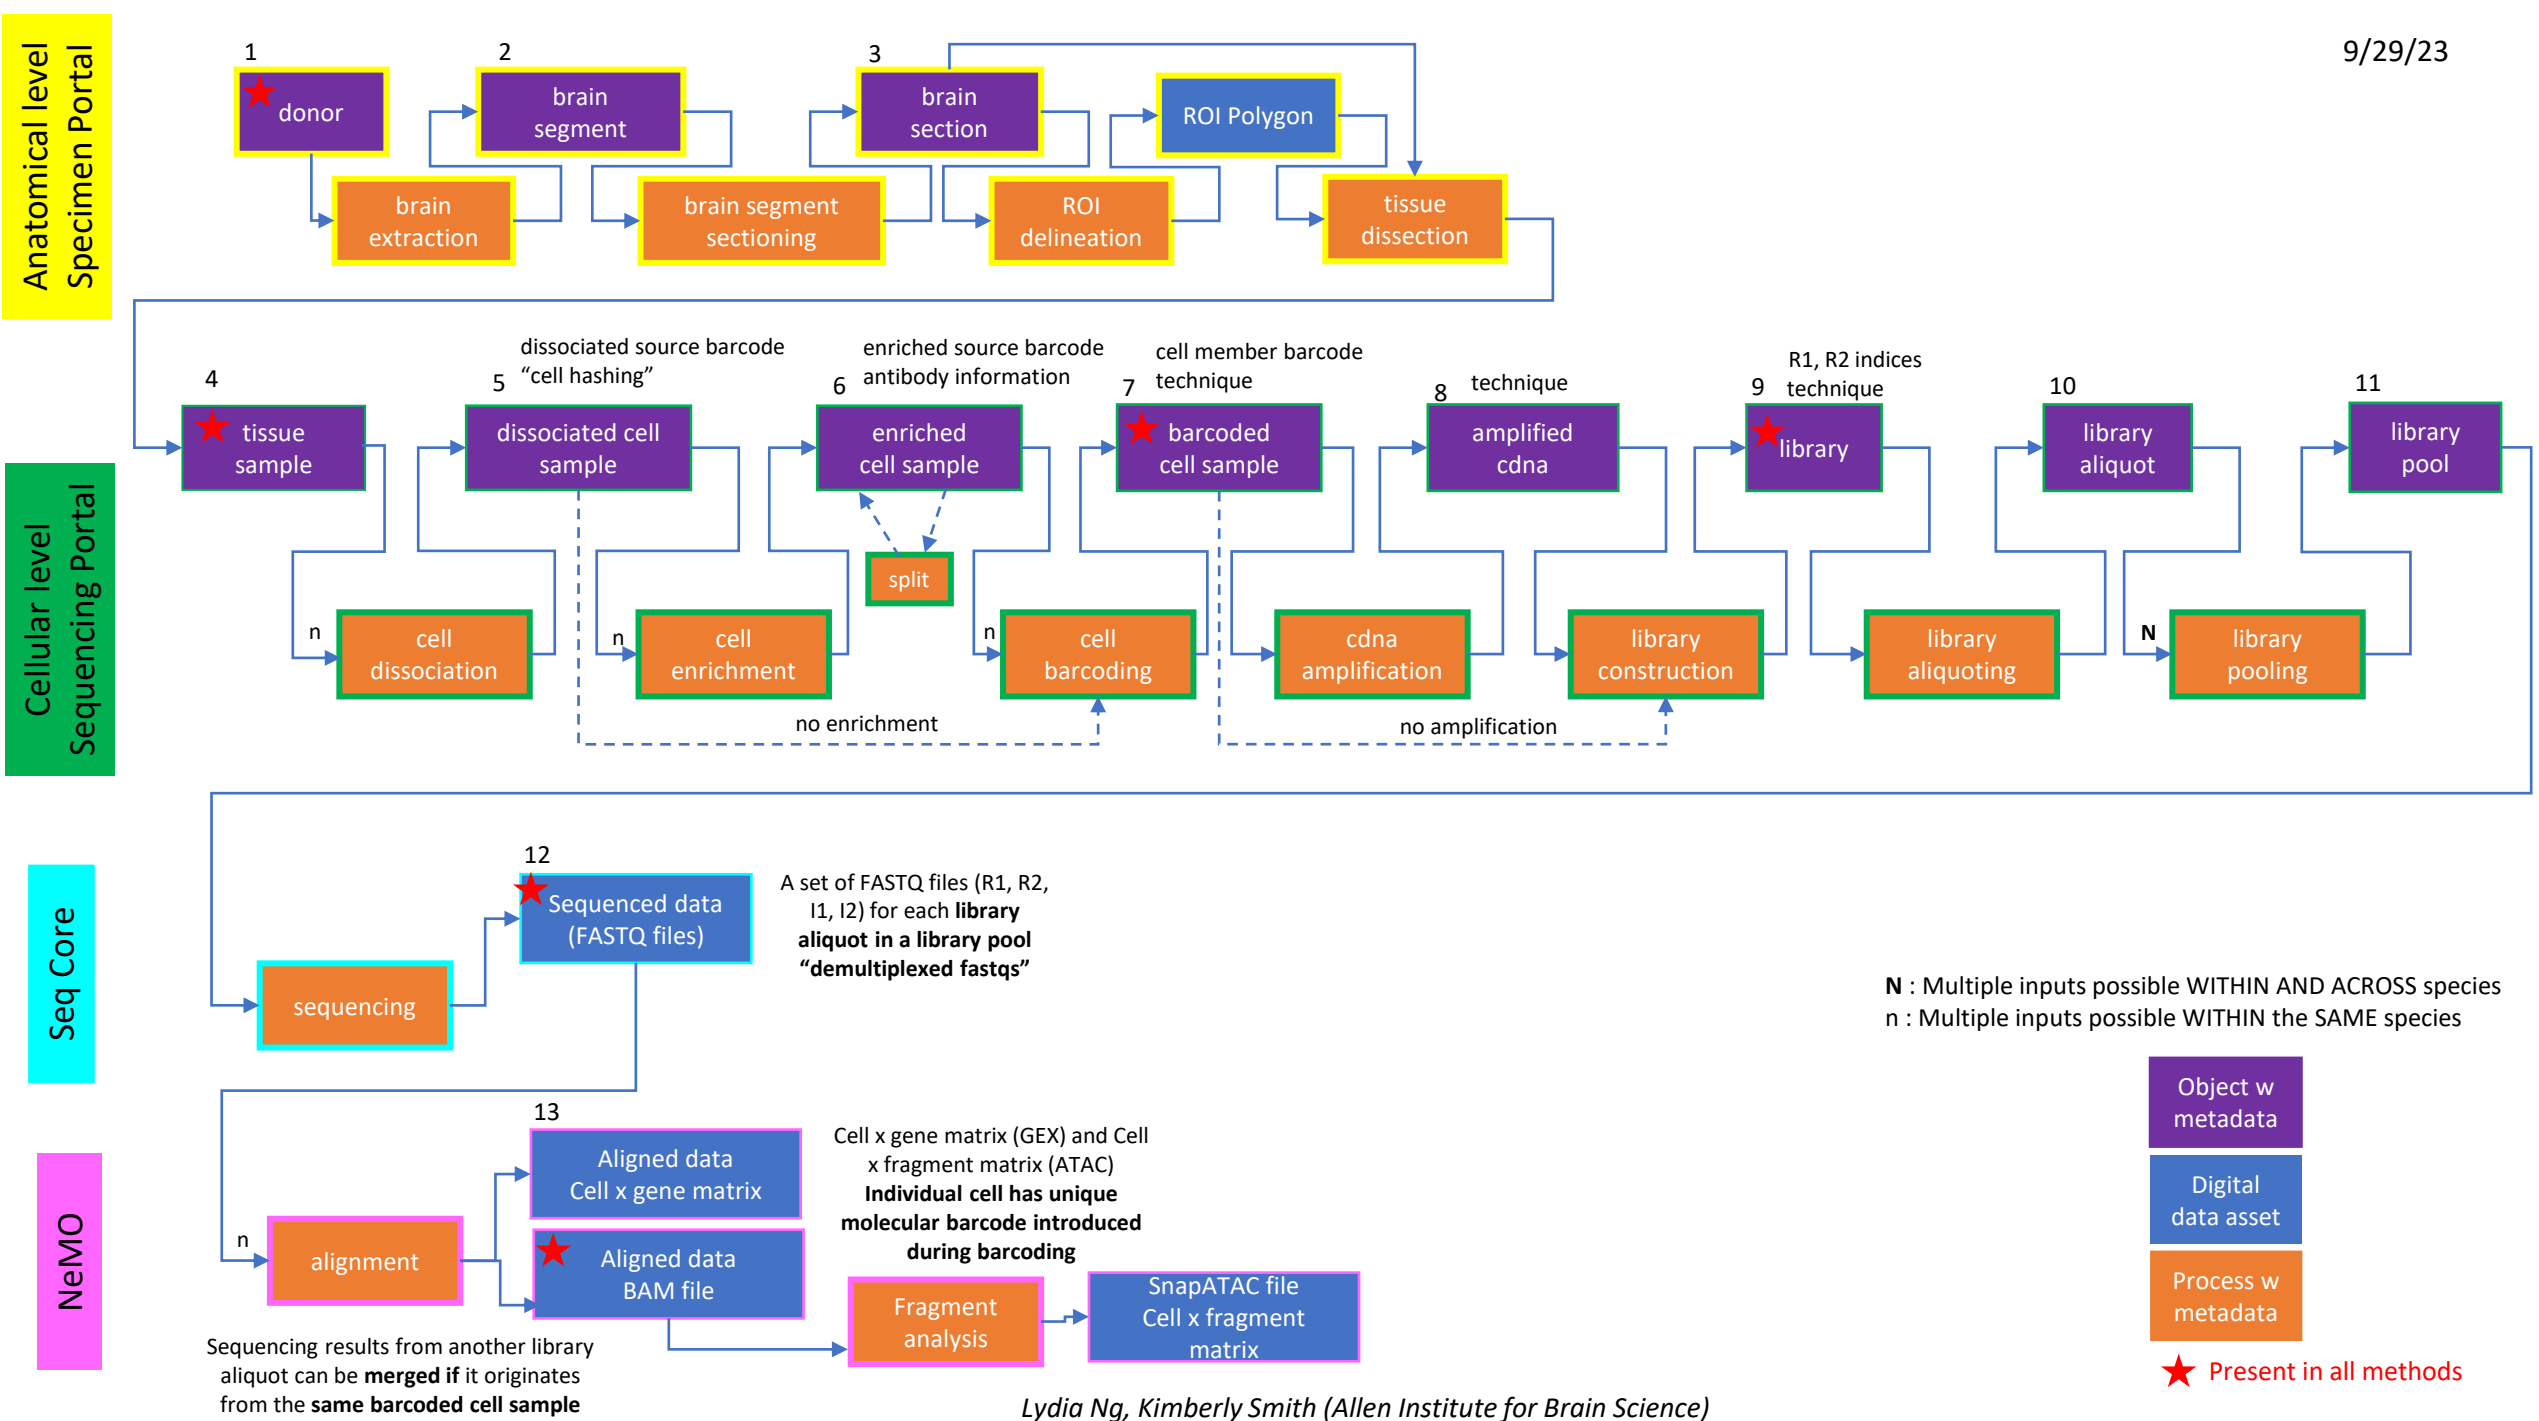 Anatomical level
Specimen Portal
9/29/23
1
donor
2
brain
segment
3
brain
section
ROI Polygon
brain
extraction
brain segment
sectioning
ROI
delineation
tissue
dissection
Cellular level
Sequencing Portal
4
tissue
sample
dissociated source barcode
“cell hashing”
5
dissociated cell
sample
enriched source barcode
antibody information
6
enriched
cell sample
cell member barcode
technique
7
barcoded
cell sample
technique
8
amplified
cdna
R1, R2 indices
technique
9
library
10
library
aliquot
11
library
pool
split
n
cell
dissociation
n
cell
enrichment
n
cell
barcoding
cdna
amplification
library
construction
library
aliquoting
N
library
pooling
no enrichment
no amplification
Seq Core
12
Sequenced data
(FASTQ files)
sequencing
A set of FASTQ files (R1, R2,
I1, I2) for each library
aliquot in a library pool
“demultiplexed fastqs”
N : Multiple inputs possible WITHIN AND ACROSS species
n : Multiple inputs possible WITHIN the SAME species
NeMO
13
Aligned data
Cell x gene matrix
n
alignment
Aligned data
BAM file
Cell x gene matrix (GEX) and Cell
x fragment matrix (ATAC)
Individual cell has unique
molecular barcode introduced
during barcoding
Fragment
analysis
SnapATAC file
Cell x fragment
matrix
Sequencing results from another library
aliquot can be merged if it originates
from the same barcoded cell sample
Object w
metadata
Digital
data asset
Process w
metadata
Present in all methods
Lydia Ng, Kimberly Smith (Allen Institute for Brain Science)